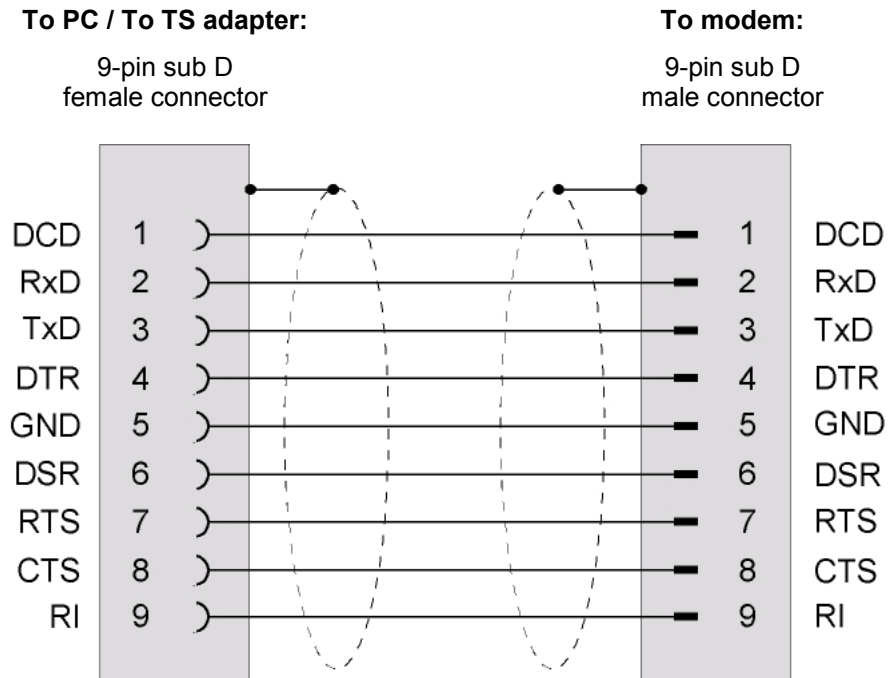 To PC / To TS adapter: To modem:
9-pin sub D 9-pin sub D
female connector male connector
DCD 1 1 DCD
RxD 2 2 RxD
TxD 3 3 TxD
DTR 4 4 DTR
GND 5 5 GND
DSR 6 6 DSR
RTS 7 7 RTS
CTS 8 8 CTS
RI 9 9 RI